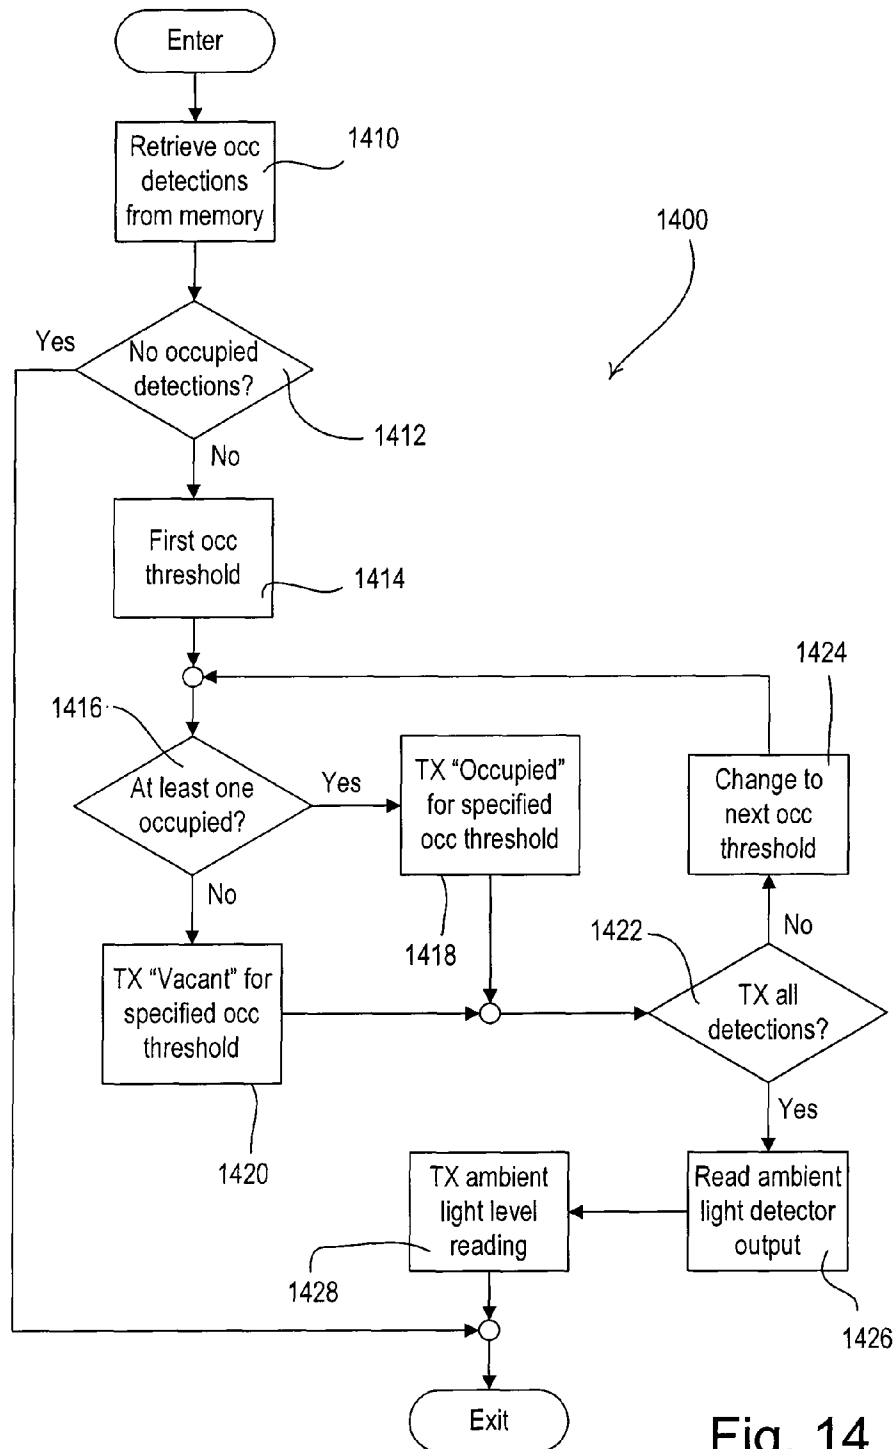 Enter
Retrieve occ
detections
from memory
1410
1400
Yes
No occupied
detections?
1412
No
First occ
threshold
1414
1424
1416
At least one
occupied?
Yes
TX “Occupied”
for specified
occ threshold
Change to
next occ
threshold
No
1418
1422
No
TX “Vacant” for
specified occ
threshold
TX all
detections?
Yes
1420
TX ambient
light level
reading
Read ambient
light detector
output
1428
1426
Exit
Fig. 14